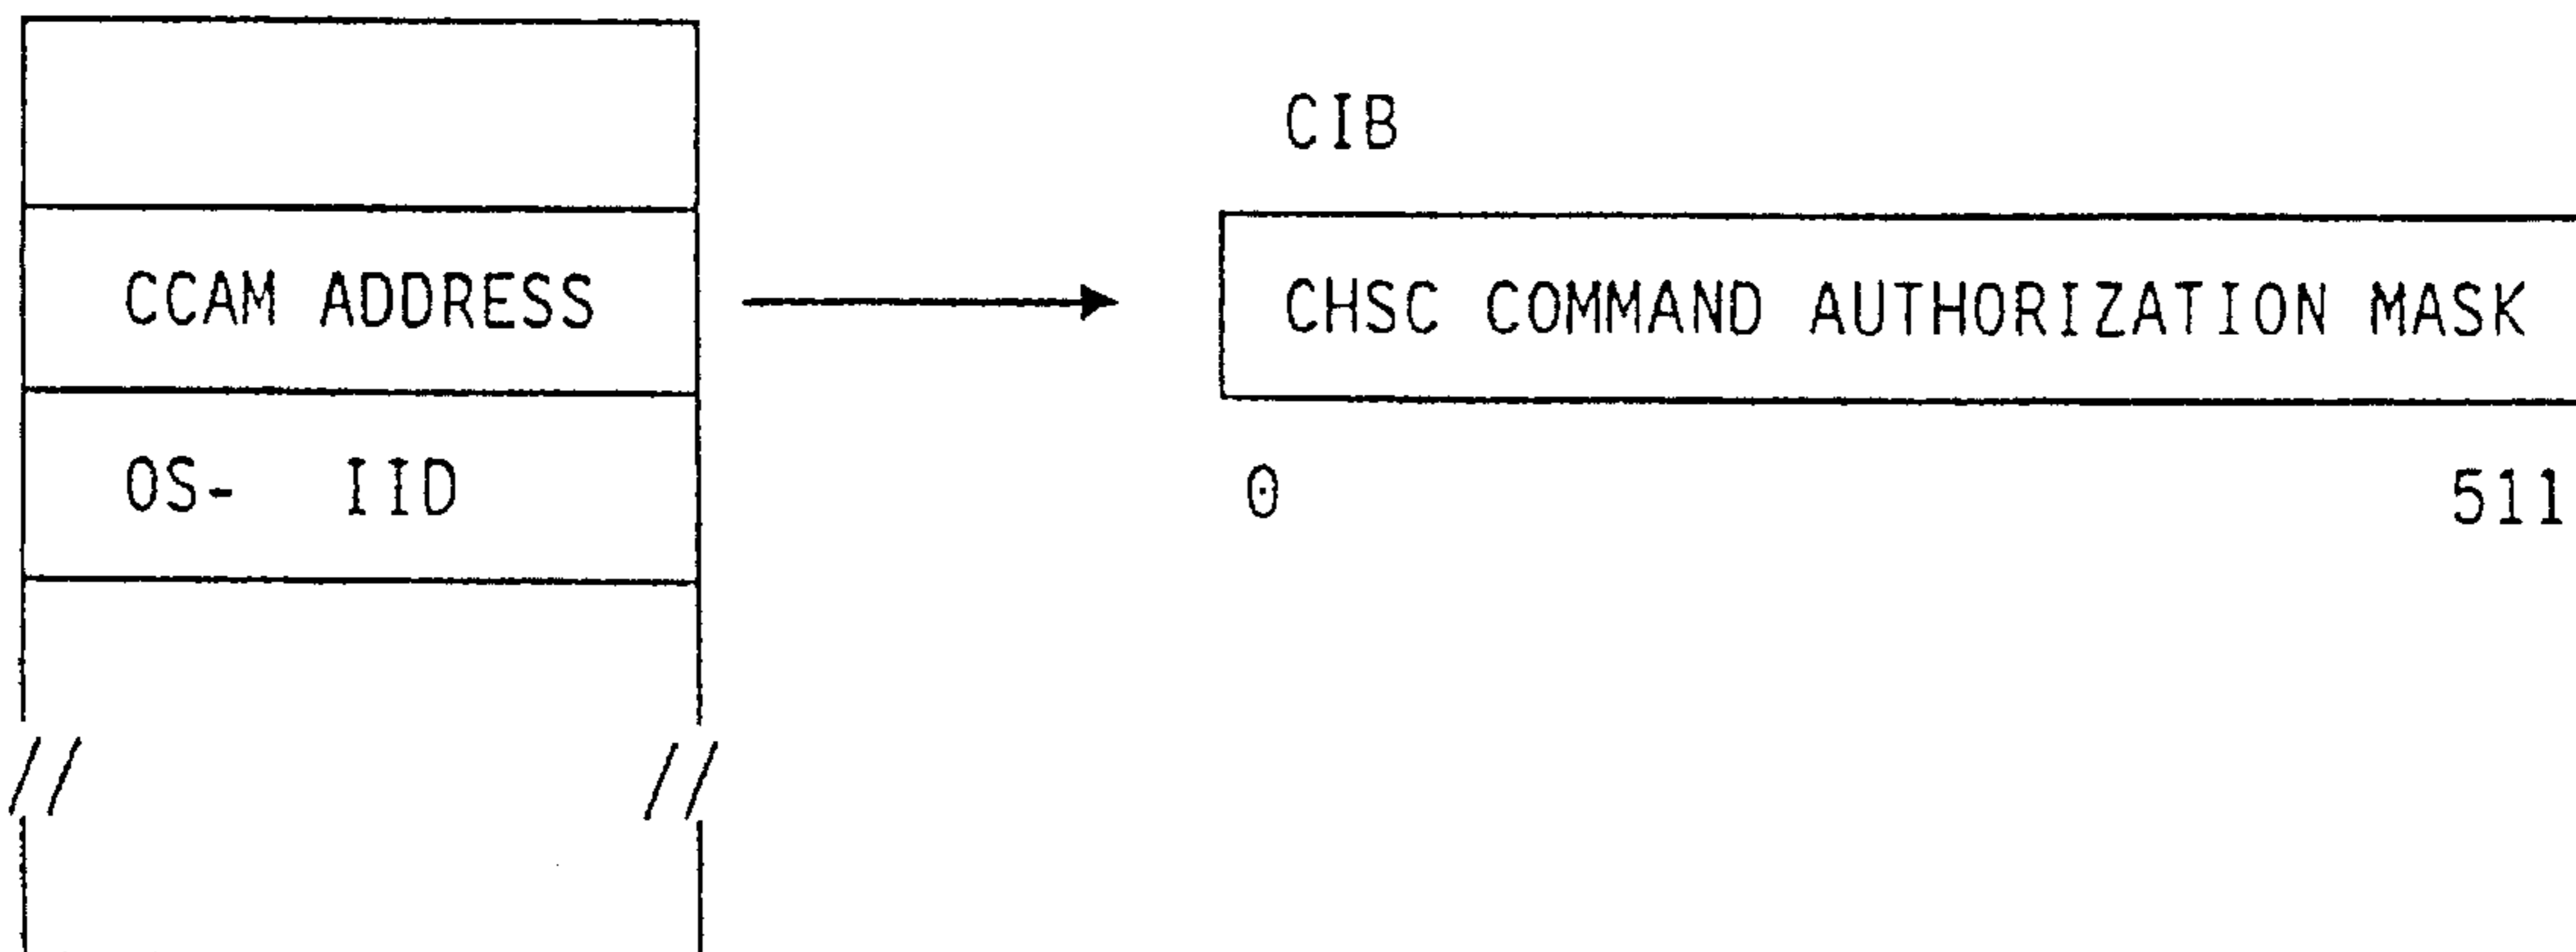 CIB
CCAM ADDRESS
CHSC COMMAND AUTHORIZATION MASK
OS- IID
0 511